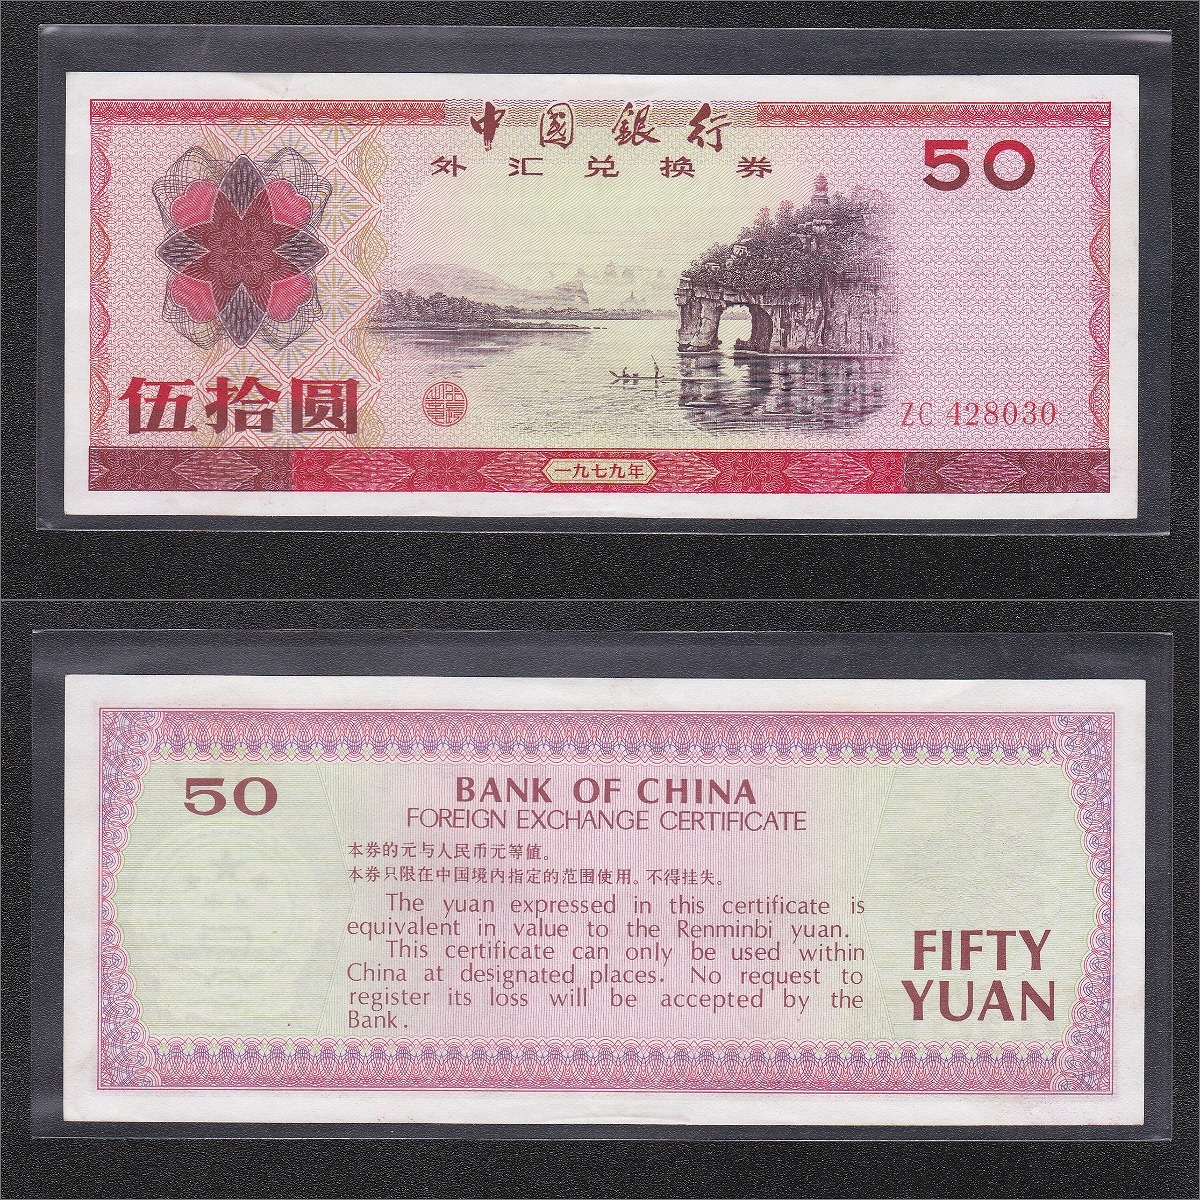 中國銀行
外汇兑换券
50
伍拾圆
ZC 428030
一九七九年
50
BANK OF CHINA
FOREIGN EXCHANGE CERTIFICATE
本券的元与人民币元等值。
本券只限在中国境内指定的范围使用。不得挂失。
The yuan expressed in this certificate is
equivalent in value to the Renminbi yuan.
This certificate can only be used within
China at designated places. No request to
register its loss will be accepted by the
Bank.
FIFTY
YUAN